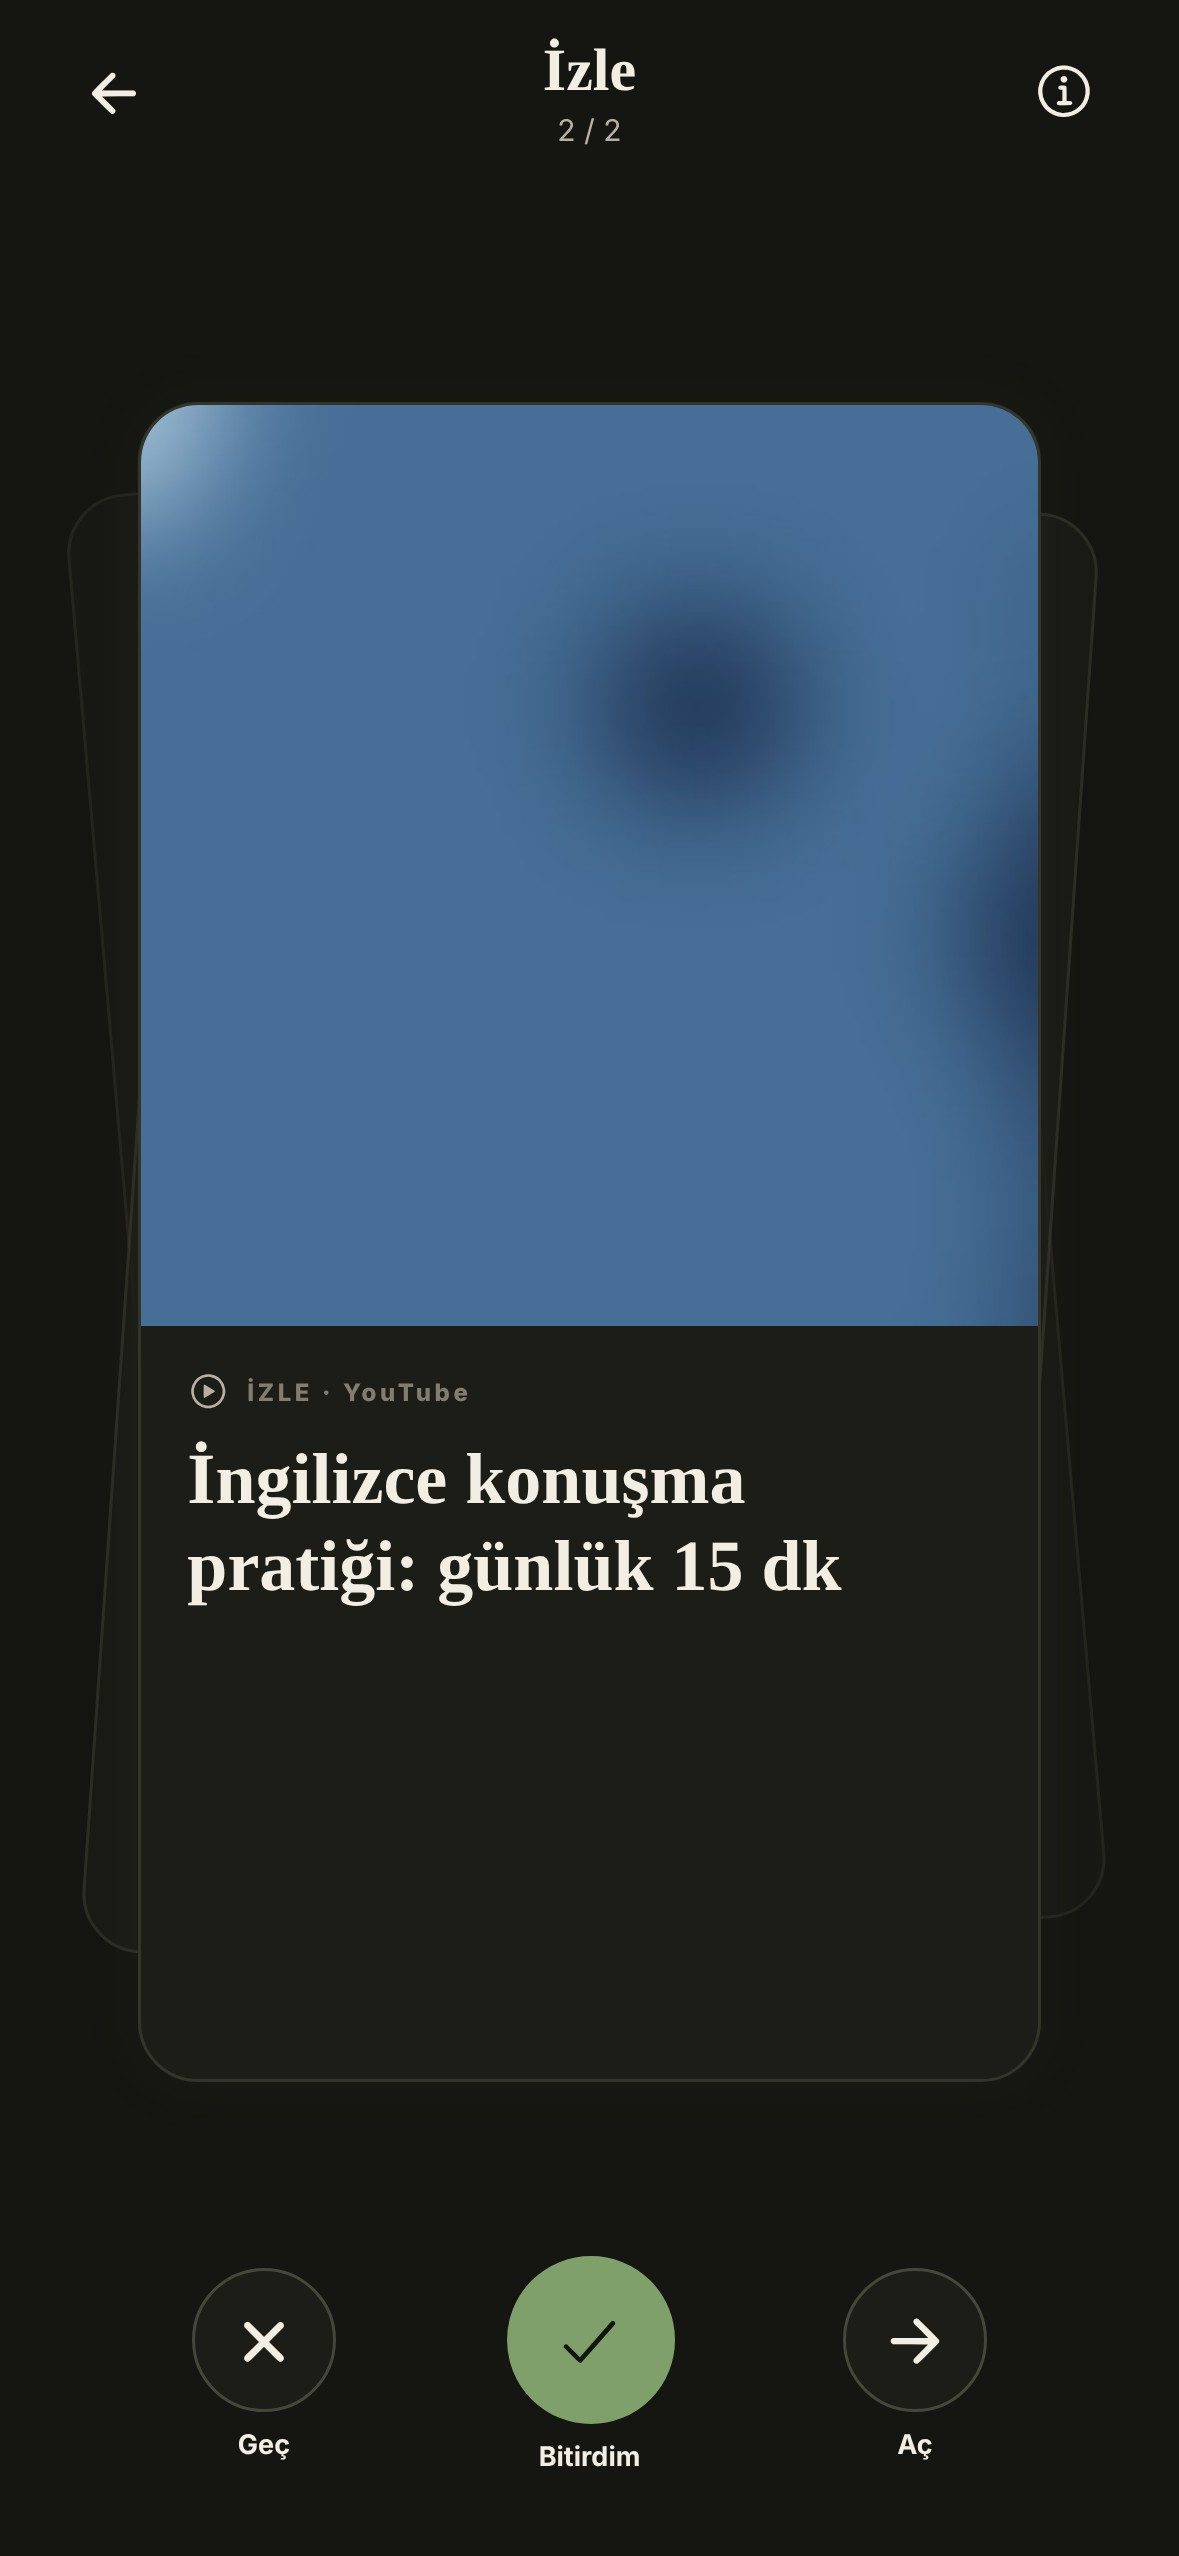 İzle
2 / 2
İZLE · YouTube
İngilizce konuşma
pratiği: günlük 15 dk
Geç
Bitirdim
Aç